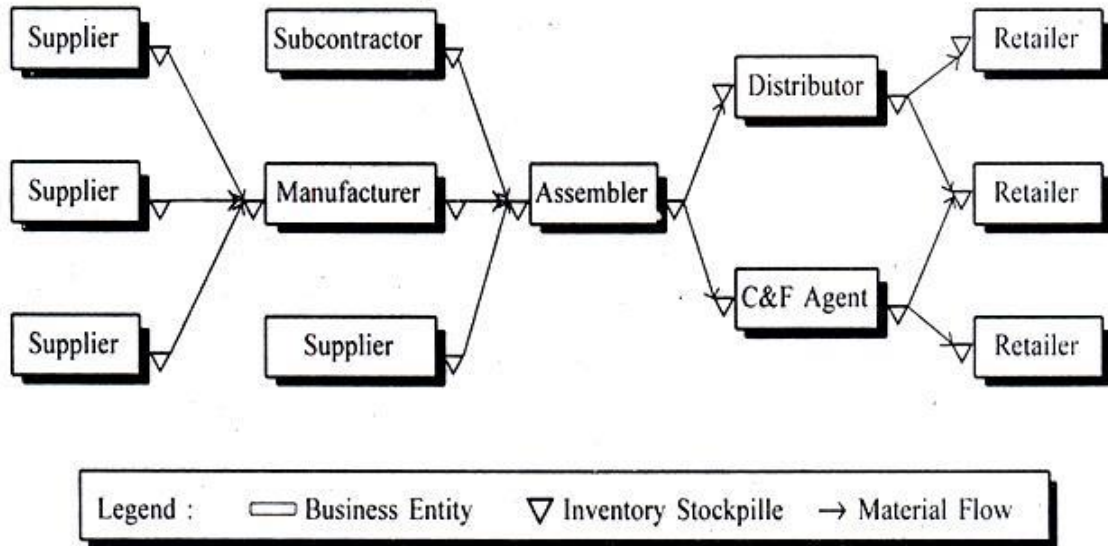 Supplier
Subcontractor
Retailer
Distributor
Supplier
Manufacturer
Assembler
Retailer
C&F Agent
Supplier
Supplier
Retailer
Legend : Business Entity Inventory Stockpille Material Flow